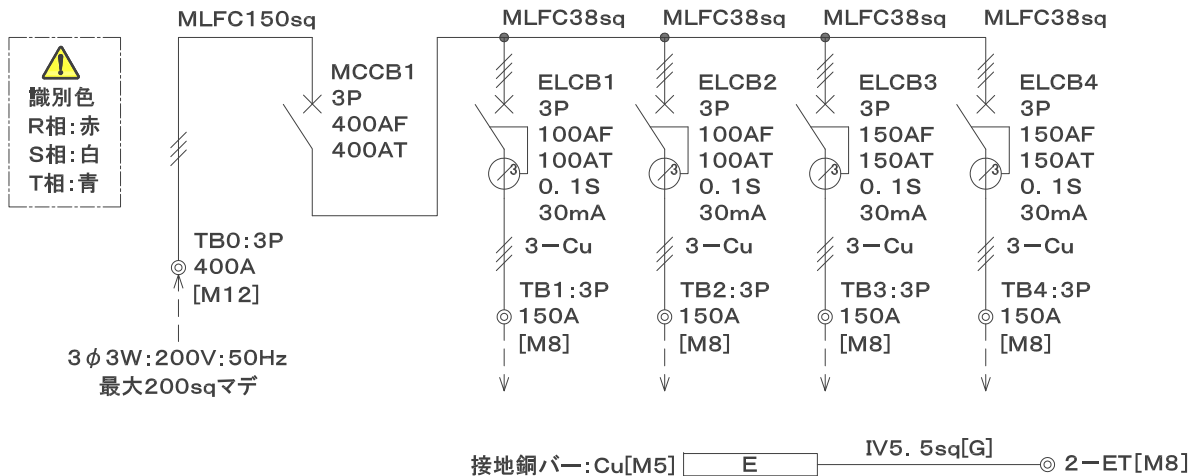 MLFC150sq
識別色
R相:赤
S相:白
T相:青
MCCB1
3P
400AF
400AT
TB0:3P
400A
[M12]
3φ3W:200V:50Hz
最大200sqマデ
MLFC38sq
ELCB1
3P
100AF
100AT
0.1S
30mA
3
3-Cu
TB1:3P
150A
[M8]
MLFC38sq
ELCB2
3P
100AF
100AT
0.1S
30mA
3
3-Cu
TB2:3P
150A
[M8]
MLFC38sq
ELCB3
3P
150AF
150AT
0.1S
30mA
3
3-Cu
TB3:3P
150A
[M8]
MLFC38sq
ELCB4
3P
150AF
150AT
0.1S
30mA
3
3-Cu
TB4:3P
150A
[M8]
接地銅バー:Cu[M5]
E
IV5.5sq[G]
2-ET[M8]